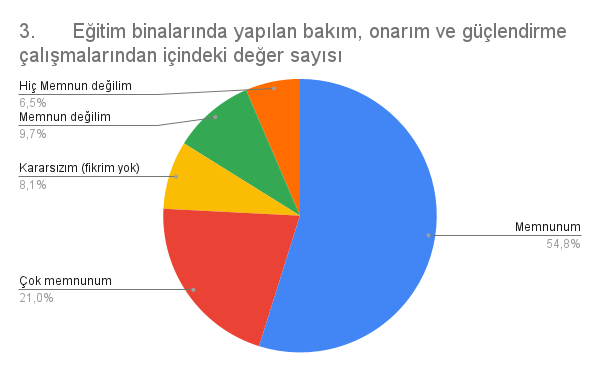 3. Eğitim binalarında yapılan bakım, onarım ve güçlendirme
çalışmalarından içindeki değer sayısı
Hiç Memnun değilim
6,5%
Memnun değilim
9,7%
Kararsızım (fikrim yok)
8,1%
Memnunum
54,8%
Çok memnunum
21,0%